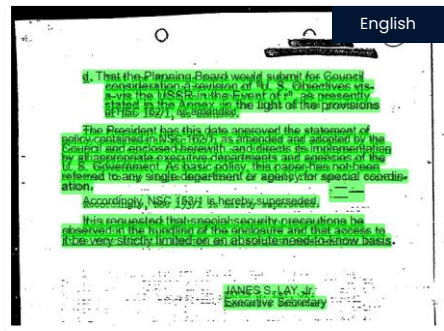 English
d. That the Planning Board would submit for Council
consideration a revision of "U. S. Objectives vis-
a-vis the USSR in the Event of r", as presently
stated in the Annex, in the light of the provisions
of NSC 162/1, as amended.
The President has this date approved the statement of
policy contained in NSC 162/1, as amended and adopted by the
Council and enclosed herewith, and directs its implementation
by all appropriate executive departments and agencies of the
U. S. Government. As basic policy, this paper has not been
referred to any single department or agency for special coordin-
ation.
Accordingly, NSC 153/1 is hereby superseded.
It is requested that special security precautions be
observed in the handling of the enclosure and that access to
it be very strictly limited on an absolute need-to-know basis.
JANES S. LAY, Jr.
Executive Secretary